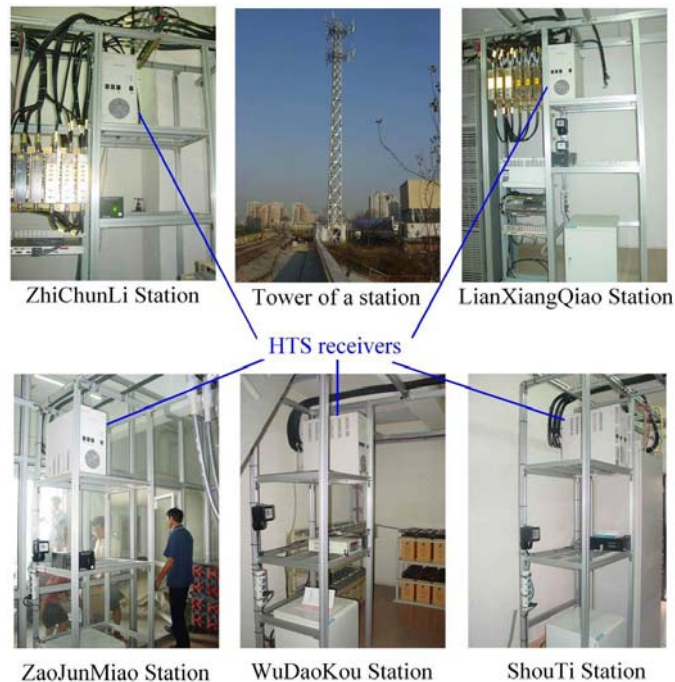 ZhiChunLi Station
Tower of a station
LianXiangQiao Station
HTS receivers
ZaoJunMiao Station
WuDaoKou Station
ShouTi Station